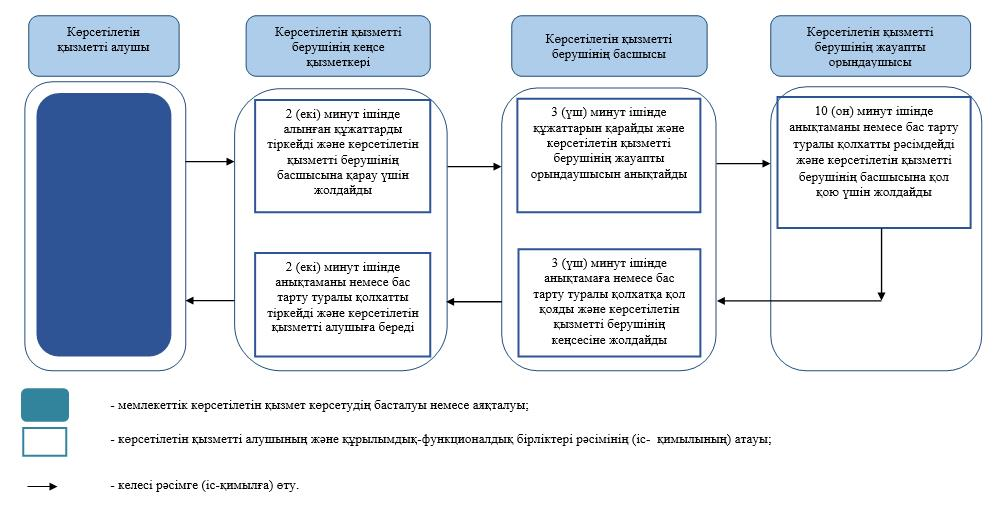 Көрсетілетін
қызметті алушы
Көрсетілетін қызметті
берушінің кеңсе
қызметкері
Көрсетілетін қызметті
берушінің басшысы
Көрсетілетін қызметті
берушінің жауапты
орындаушысы
2 (екі) минут ішінде
алынған құжаттарды
тіркейді және көрсетілетін
қызметті берушінің
басшысына қарау үшін
жолдайды
3 (үш) минут ішінде
құжаттарын қарайды және
көрсетілетін қызметті
берушінің жауапты
орындаушысын анықтайды
10 (он) минут ішінде
анықтаманы немесе бас тарту
туралы қолхатты рәсімдейді
және көрсетілетін қызметті
берушінің басшысына қол
қою үшін жолдайды
2 (екі) минут ішінде
анықтаманы немесе бас
тарту туралы қолхатты
тіркейді және көрсетілетін
қызметті алушыға береді
3 (үш) минут ішінде
анықтамаға немесе бас
тарту туралы қолхатқа қол
қояды және көрсетілетін
қызметті берушінің
кеңсесіне жолдайды
- мемлекеттік көрсетілетін қызмет көрсетудің басталуы немесе аяқталуы;
- көрсетілетін қызметті алушының және құрылымдық-функционалдық бірліктері рәсімінің (іс- қимылының) атауы;
- келесі рәсімге (іс-қимылға) өту.